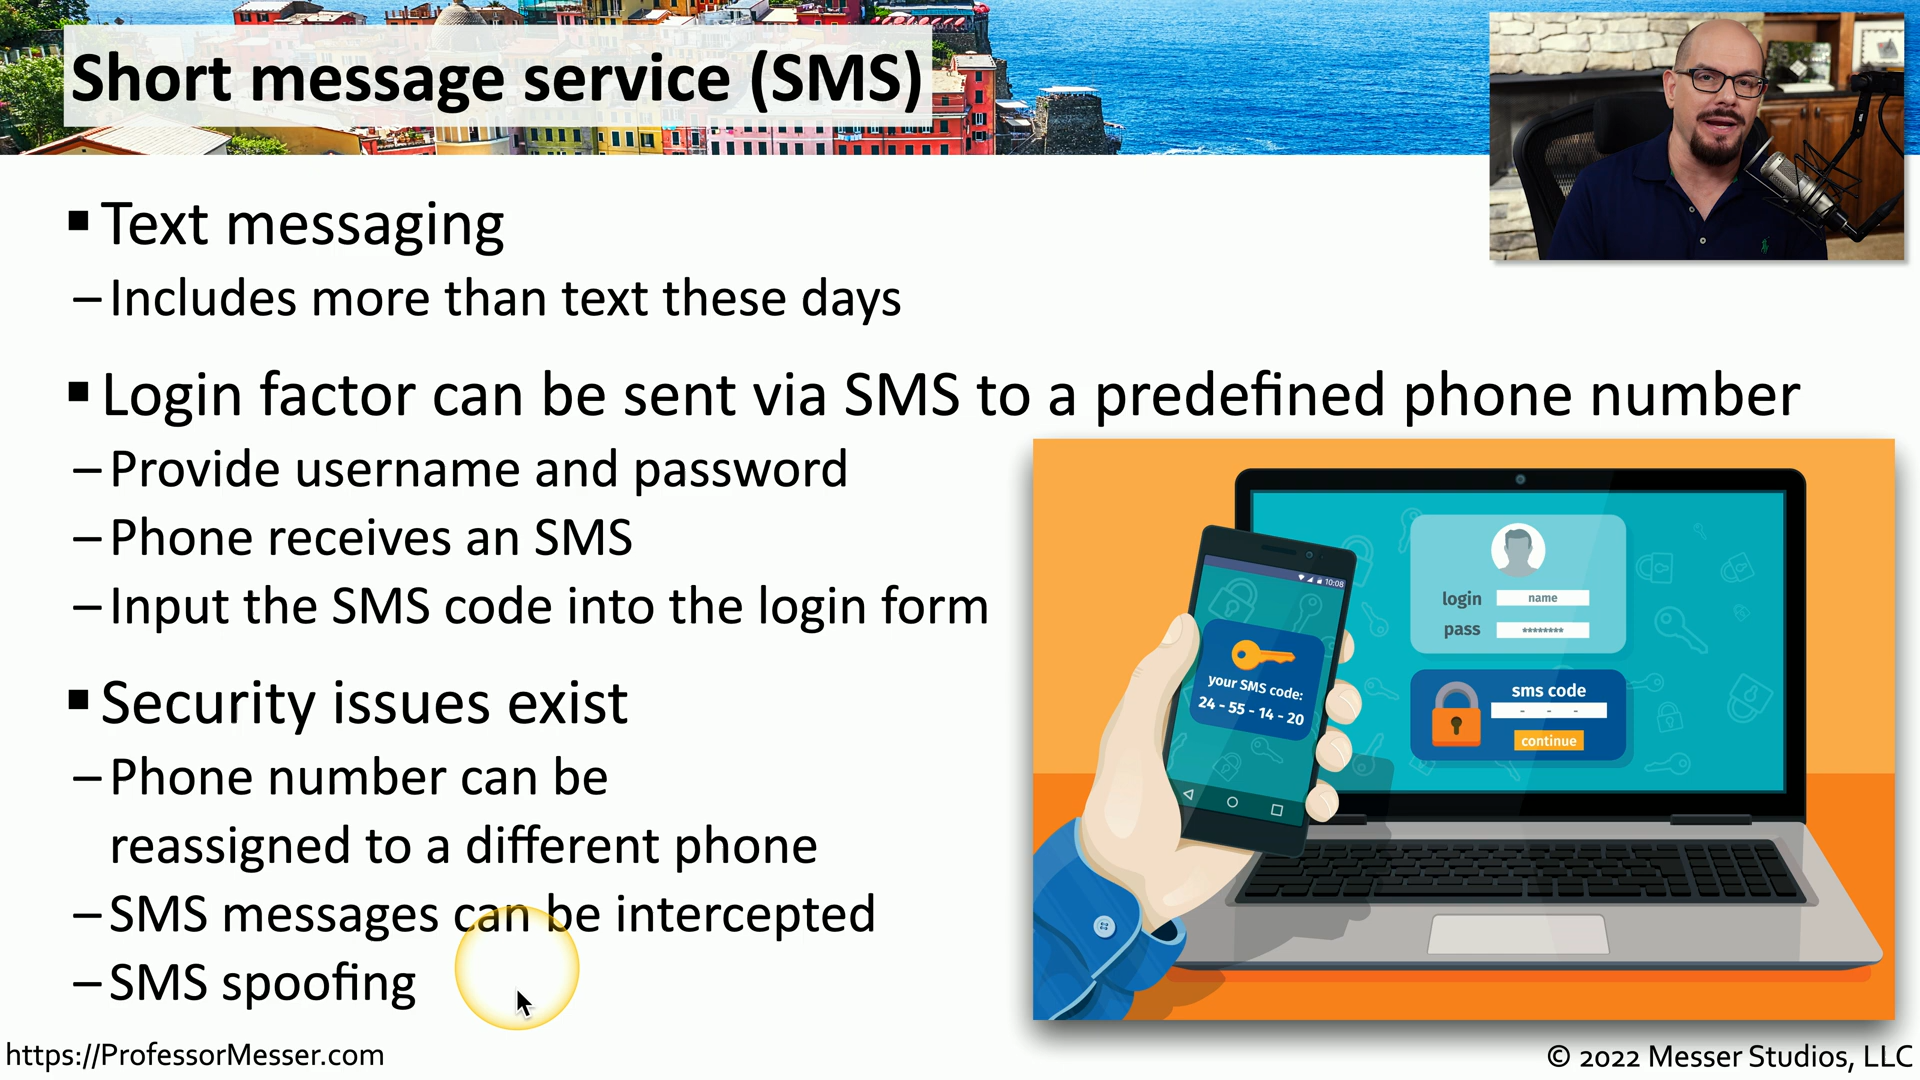 Short message service (SMS)
▪ Text messaging
– Includes more than text these days
▪ Login factor can be sent via SMS to a predefined phone number
– Provide username and password
– Phone receives an SMS
– Input the SMS code into the login form
▪ Security issues exist
– Phone number can be
reassigned to a different phone
– SMS messages can be intercepted
– SMS spoofing
10:08
your SMS code:
24 - 55 - 14 - 20
login name
pass ********
sms code
- - -
continue
https://ProfessorMesser.com
© 2022 Messer Studios, LLC